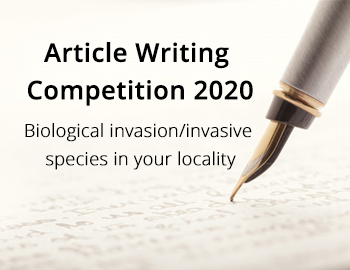 Article Writing
Competition 2020
Biological invasion/invasive
species in your locality